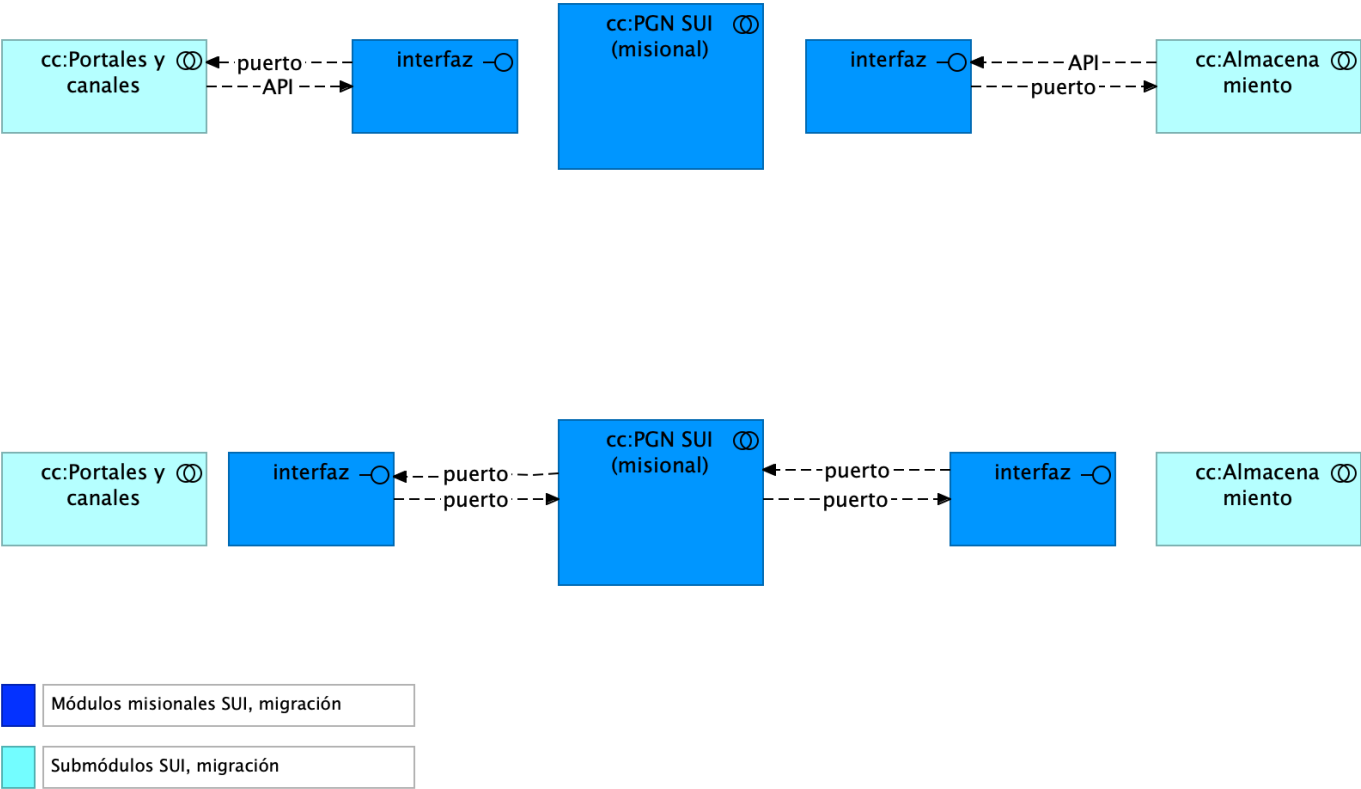 cc:PGN SUI
(misional)
cc:Portales y
canales
puerto
API
interfaz
interfaz
API
puerto
cc:Almacena
miento
cc:PGN SUI
(misional)
cc:Portales y
canales
interfaz
puerto
puerto
puerto
puerto
interfaz
cc:Almacena
miento
Módulos misionales SUI, migración
Submódulos SUI, migración